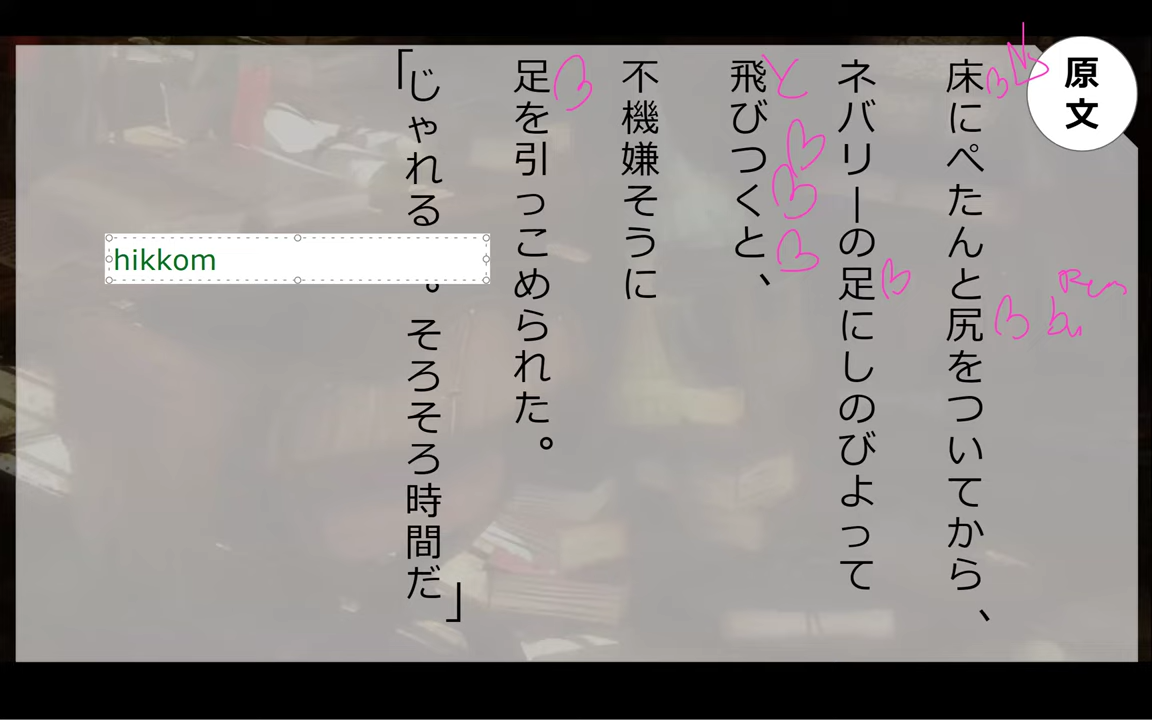 原文
床にぺたんと尻をついてから、
ネバリーの足にしのびよって
飛びつくと、
不機嫌そうに
足を引っこめられた。
「じゃれる
。そろそろ時間だ」
hikkom
と